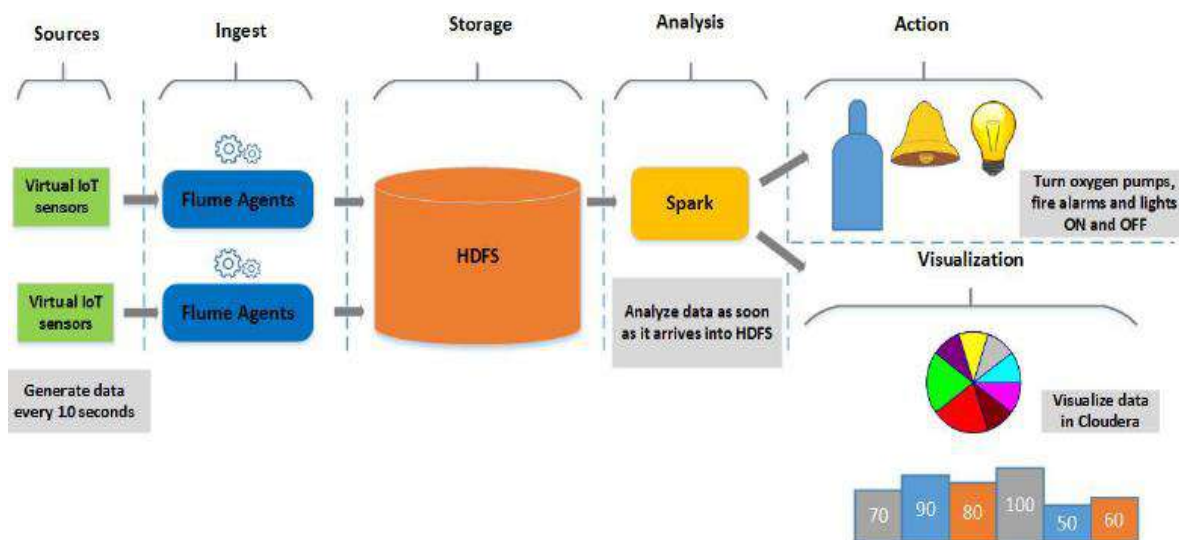 Sources
Ingest
Storage
Analysis
Action
Virtual IoT
sensors
Flume Agents
HDFS
Spark
Turn oxygen pumps,
fire alarms and lights
ON and OFF
Virtual IoT
sensors
Flume Agents
Analyze data as soon
as it arrives into HDFS
Visualization
Generate data
every 10 seconds
Visualize data
in Cloudera
70
90
80
100
50
60